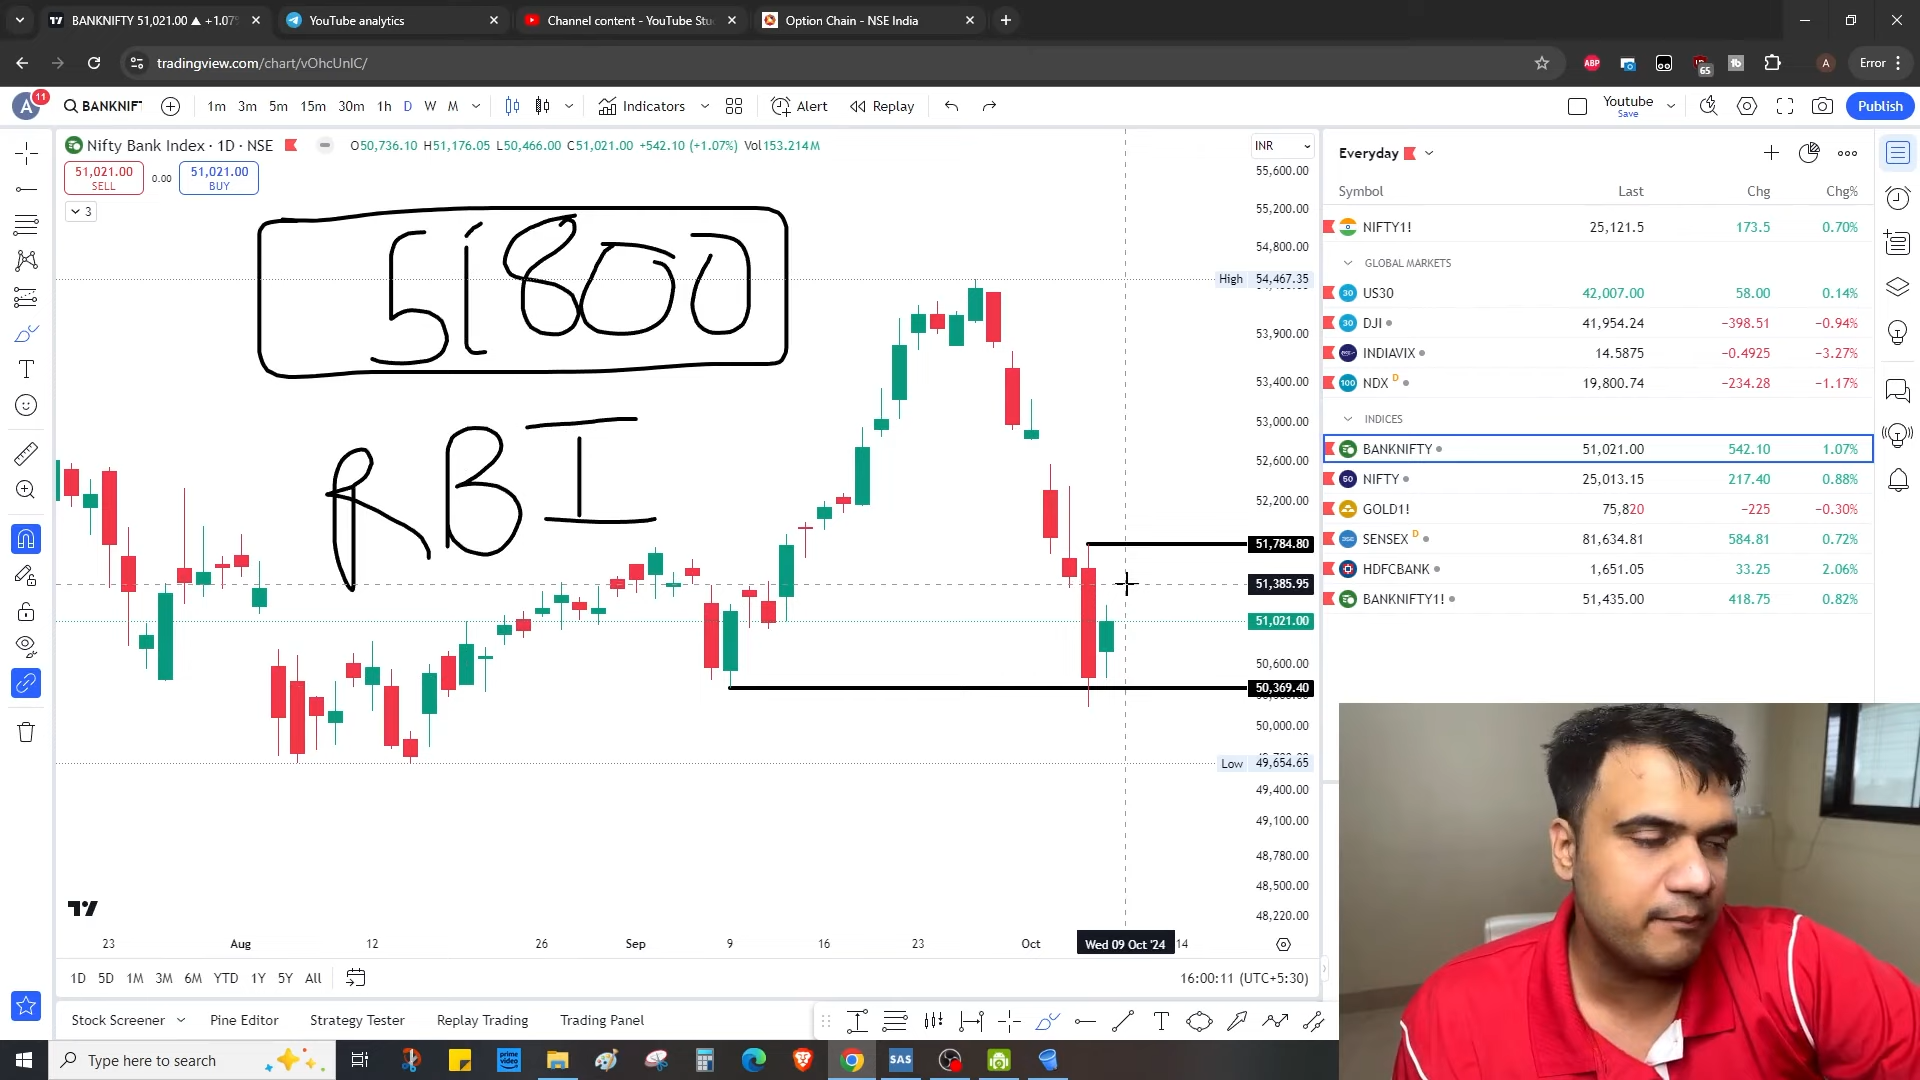 BANKNIFTY 51,021.00 ▲ +1.07%
YouTube analytics
Channel content - YouTube Stu
Option Chain - NSE India
tradingview.com/chart/vOhcUnIC/
ABP
65
A
Error
A
11
BANKNIF
1m 3m 5m 15m 30m 1h D W M
Indicators
Alert
Replay
Youtube
Save
Publish
Nifty Bank Index · 1D · NSE
O50,736.10 H51,176.05 L50,466.00 C51,021.00 +542.10 (+1.07%) Vol153.214M
51,021.00
SELL
0.00
51,021.00
BUY
3
51800
RBI
INR
55,600.00
55,200.00
54,800.00
High 54,467.35
53,900.00
53,400.00
53,000.00
52,600.00
52,200.00
51,784.80
51,385.95
51,021.00
50,600.00
50,369.40
50,000.00
Low 49,654.65
49,400.00
49,100.00
48,780.00
48,500.00
48,220.00
23 Aug 12 26 Sep 9 16 23 Oct Wed 09 Oct '24 14
1D 5D 1M 3M 6M YTD 1Y 5Y All
16:00:11 (UTC+5:30)
Stock Screener
Pine Editor
Strategy Tester
Replay Trading
Trading Panel
Everyday
Symbol Last Chg Chg%
NIFTY1! 25,121.5 173.5 0.70%
GLOBAL MARKETS
30 US30 42,007.00 58.00 0.14%
30 DJI 41,954.24 −398.51 −0.94%
INDIAVIX 14.5875 −0.4925 −3.27%
100 NDX D 19,800.74 −234.28 −1.17%
INDICES
BANKNIFTY 51,021.00 542.10 1.07%
50 NIFTY 25,013.15 217.40 0.88%
GOLD1! 75,820 −225 −0.30%
SENSEX D 81,634.81 584.81 0.72%
HDFCBANK 1,651.05 33.25 2.06%
BANKNIFTY1! 51,435.00 418.75 0.82%
Type here to search
prime video
SAS